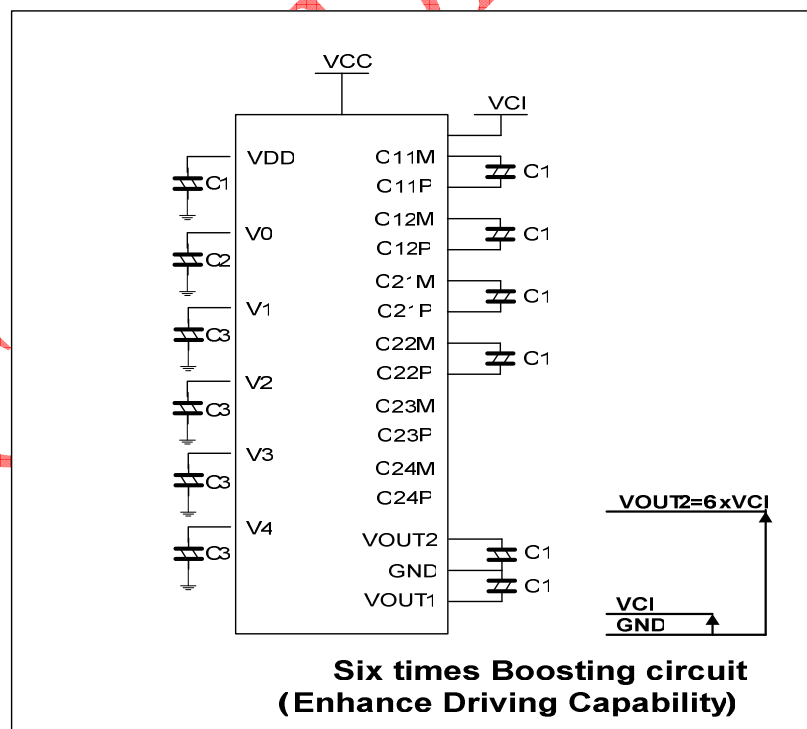 VCC
VCI
VDD
C1
V0
C2
V1
C3
V2
C3
V3
C3
V4
C3
C11M
C11P
C1
C12M
C12P
C1
C21M
C21P
C1
C22M
C22P
C1
C23M
C23P
C24M
C24P
VOUT2
C1
GND
C1
VOUT1
VOUT2=6xVCI
VCI
GND
Six times Boosting circuit
(Enhance Driving Capability)